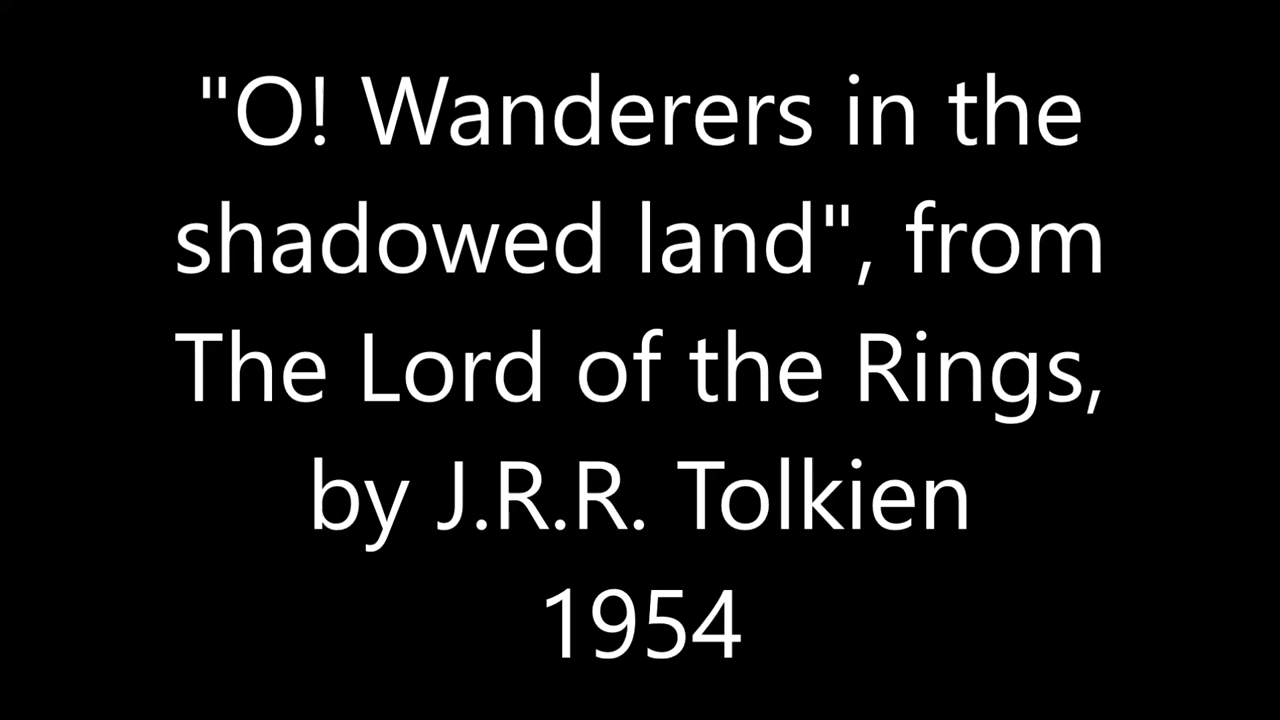 "O! Wanderers in the
shadowed land", from
The Lord of the Rings,
by J.R.R. Tolkien
1954